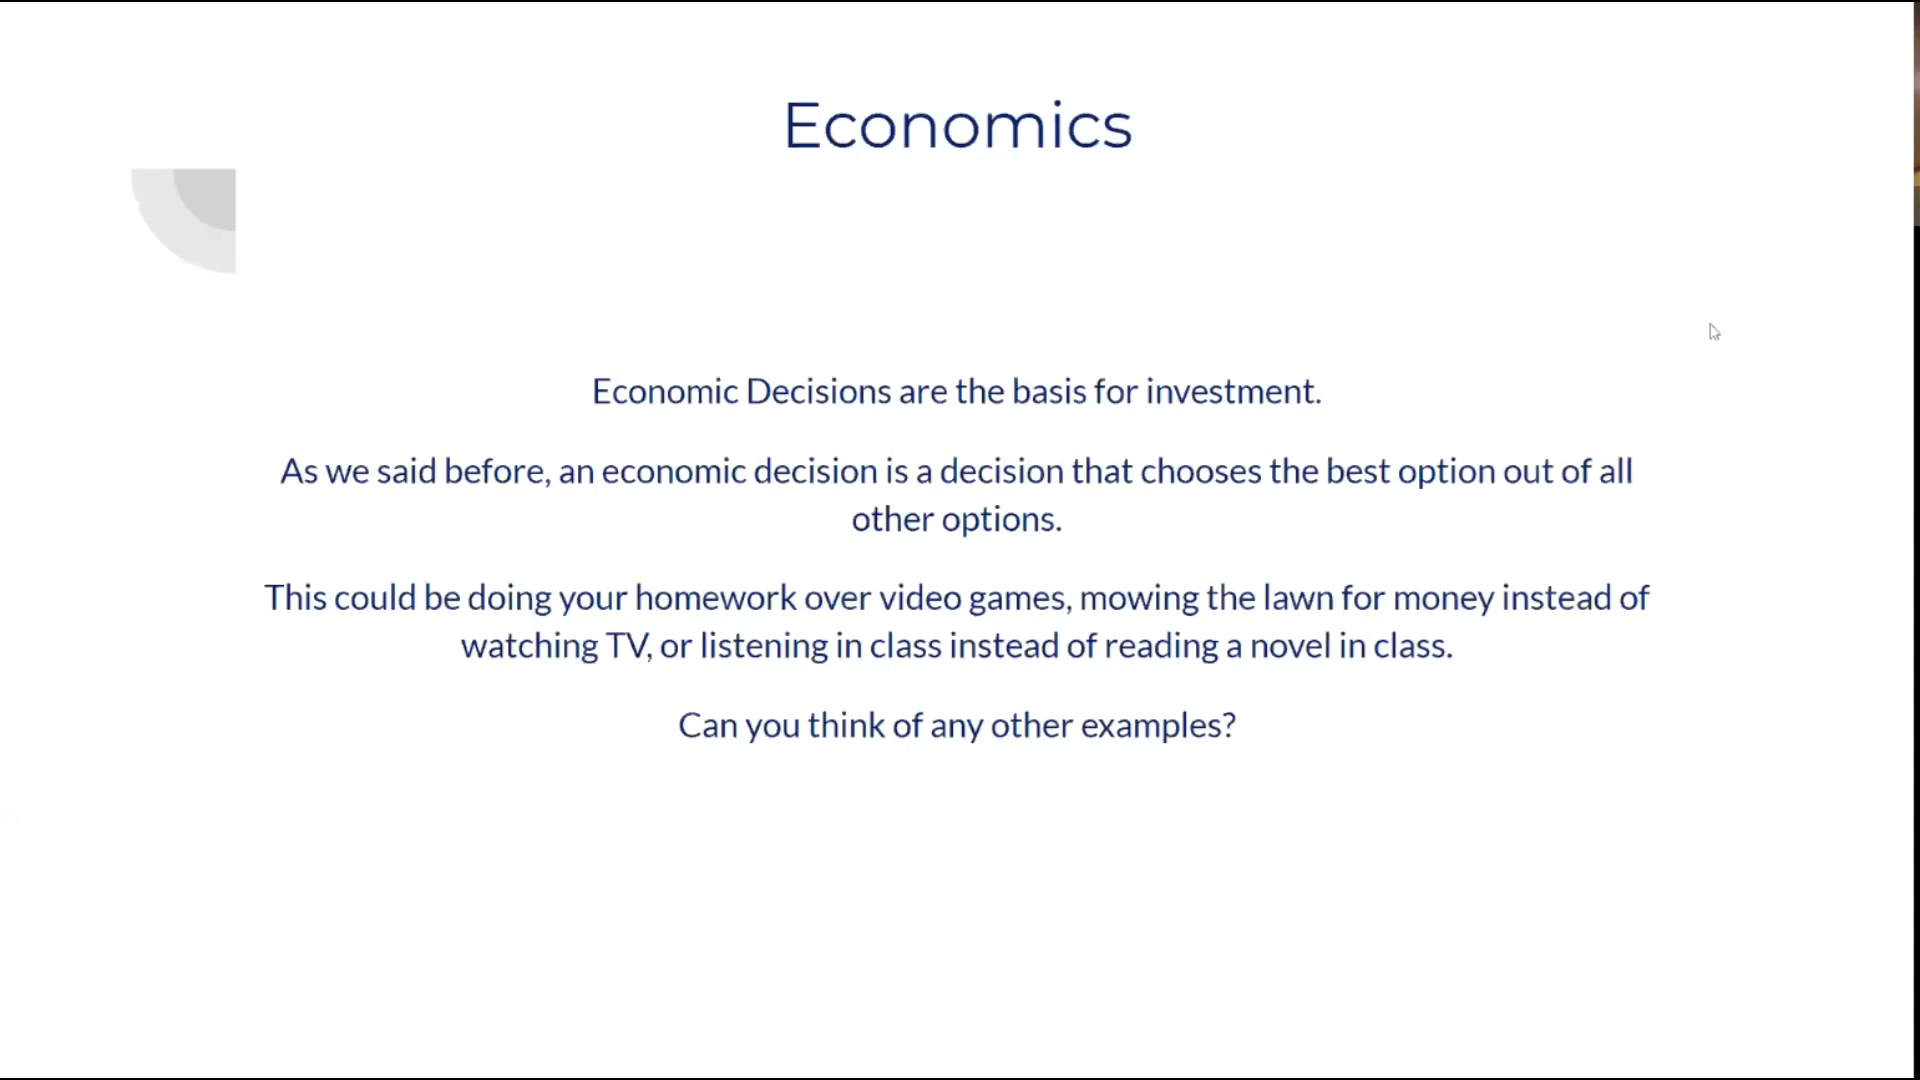 Economics
Economic Decisions are the basis for investment.
As we said before, an economic decision is a decision that chooses the best option out of all
other options.
This could be doing your homework over video games, mowing the lawn for money instead of
watching TV, or listening in class instead of reading a novel in class.
Can you think of any other examples?